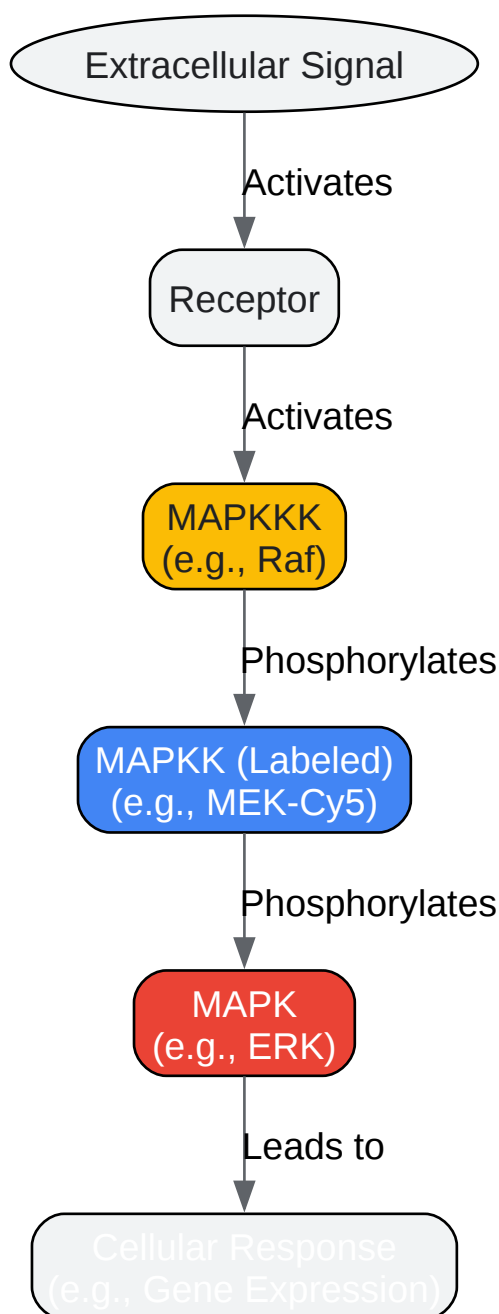 Extracellular Signal
Activates
Receptor
Activates
MAPKKK
(e.g., Raf)
Phosphorylates
MAPKK (Labeled)
(e.g., MEK-Cy5)
Phosphorylates
MAPK
(e.g., ERK)
Leads to
Cellular Response
(e.g., Gene Expression)